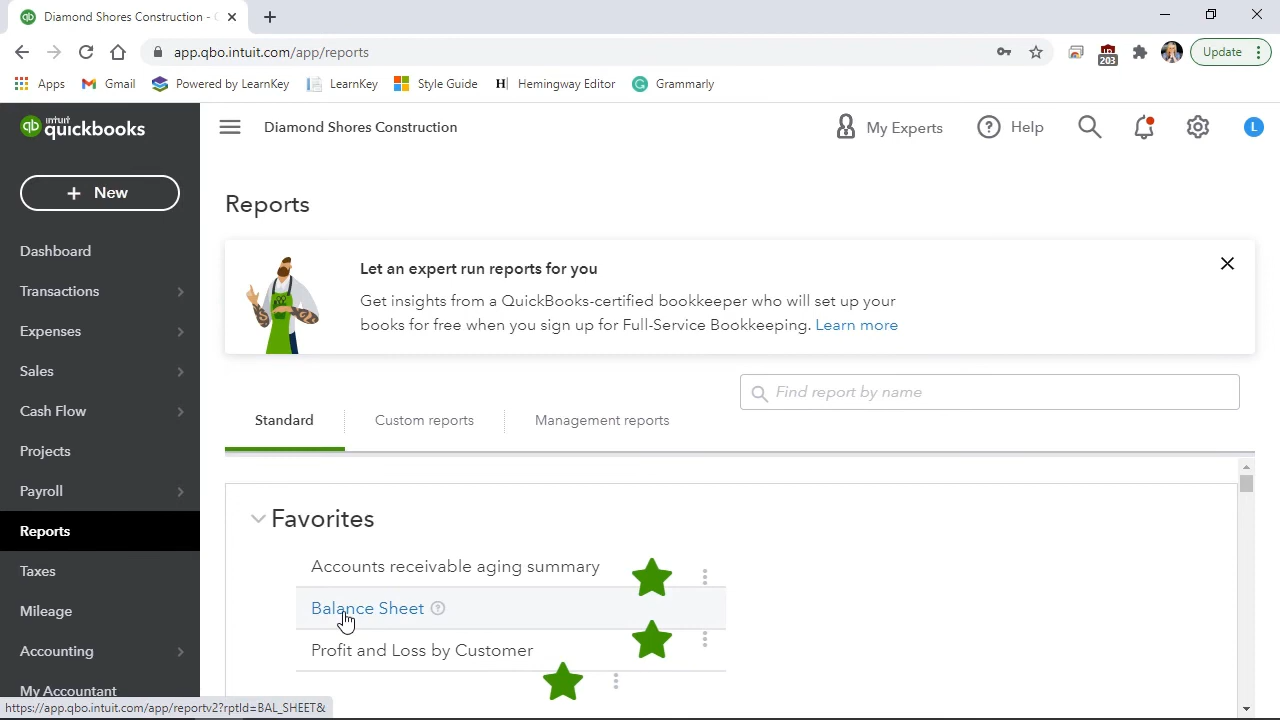 Diamond Shores Construction - (
app.qbo.intuit.com/app/reports
203
Update
Apps
Gmail
Powered by LearnKey
LearnKey
Style Guide
Hemingway Editor
Grammarly
intuit
quickbooks
Diamond Shores Construction
My Experts
Help
L
+ New
Dashboard
Transactions
Expenses
Sales
Cash Flow
Projects
Payroll
Reports
Taxes
Mileage
Accounting
My Accountant
Reports
Let an expert run reports for you
Get insights from a QuickBooks-certified bookkeeper who will set up your
books for free when you sign up for Full-Service Bookkeeping. Learn more
Find report by name
Standard
Custom reports
Management reports
Favorites
Accounts receivable aging summary
Balance Sheet
Profit and Loss by Customer
https://app.qbo.intuit.com/app/reportv2?rptId=BAL_SHEET&